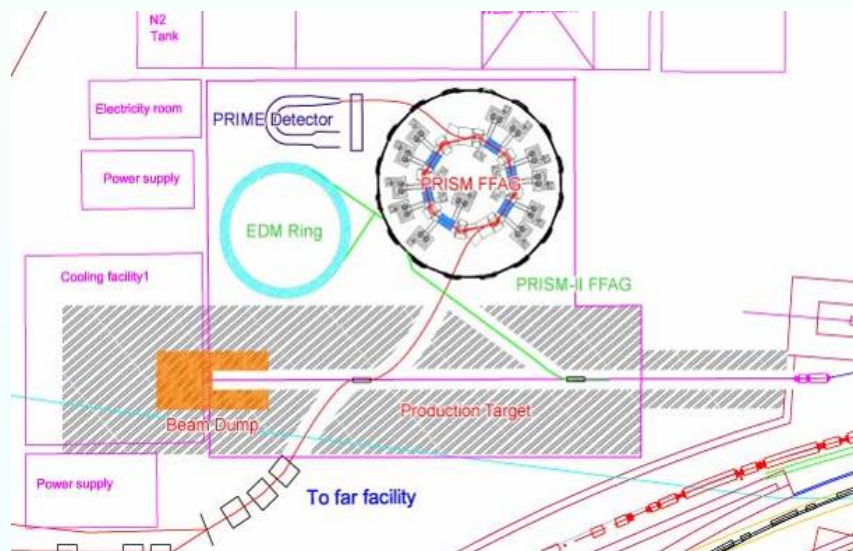 N2
Tank
Electricity room
PRIME Detector
Power supply
PRISM FFAG
EDM Ring
Cooling facility1
PRISM-II FFAG
Production Target
Beam Dump
Power supply
To far facility